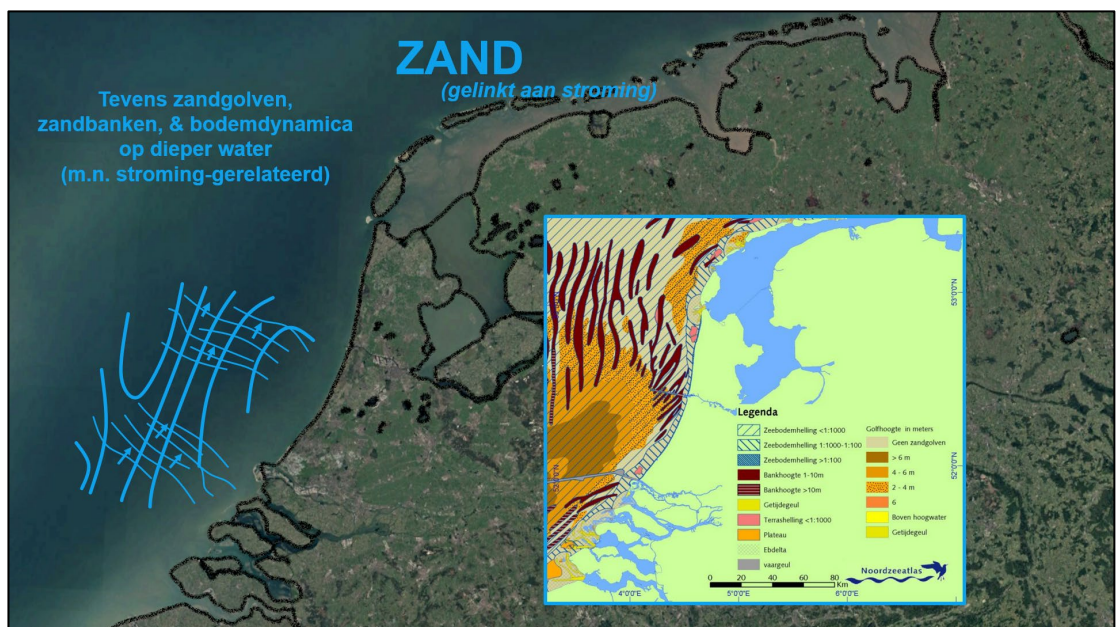 ZAND
(gelinkt aan stroming)
Tevens zandgolven,
zandbanken, & bodemdynamica
op dieper water
(m.n. stroming-gerelateerd)
53°0'0"N
52°0'0"N
52°0'0"N
Legenda
Zeebodemhelling <1:1000
Zeebodemhelling 1:1000-1:100
Zeebodemhelling >1:100
Bankhoogte 1-10m
Bankhoogte >10m
Getijdegeul
Terrashelling <1:1000
Plateau
Ebdelta
vaargeul
Golfhoogte in meters
Geen zandgolven
> 6 m
4 - 6 m
2 - 4 m
6
Boven hoogwater
Getijdegeul
Noordzeeatlas
0 20 40 60 80
Km
4°0'0"E
5°0'0"E
6°0'0"E